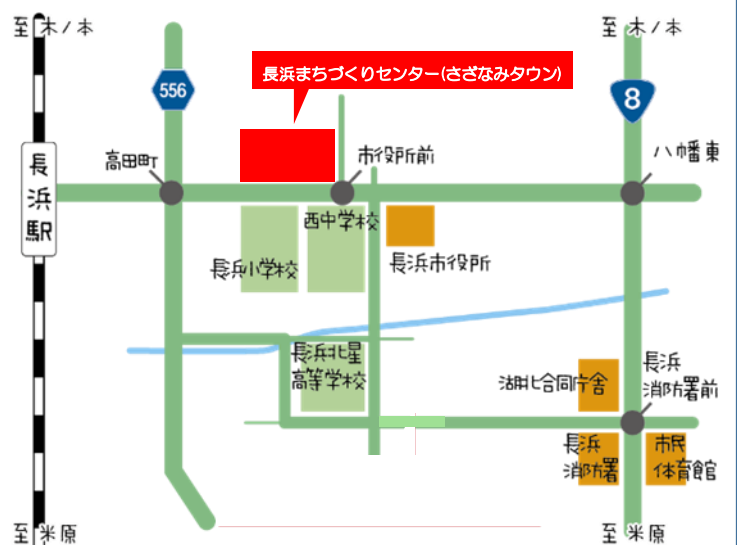 至 木ノ本
至 木ノ本
長浜まちづくりセンター(さざなみタウン)
556
8
高田町
市役所前
八幡東
長浜駅
西中学校
長浜小学校
長浜市役所
長浜北星
高等学校
湖北合同庁舎
長浜
消防署前
長浜
消防署
市民
体育館
至 米原
至 米原